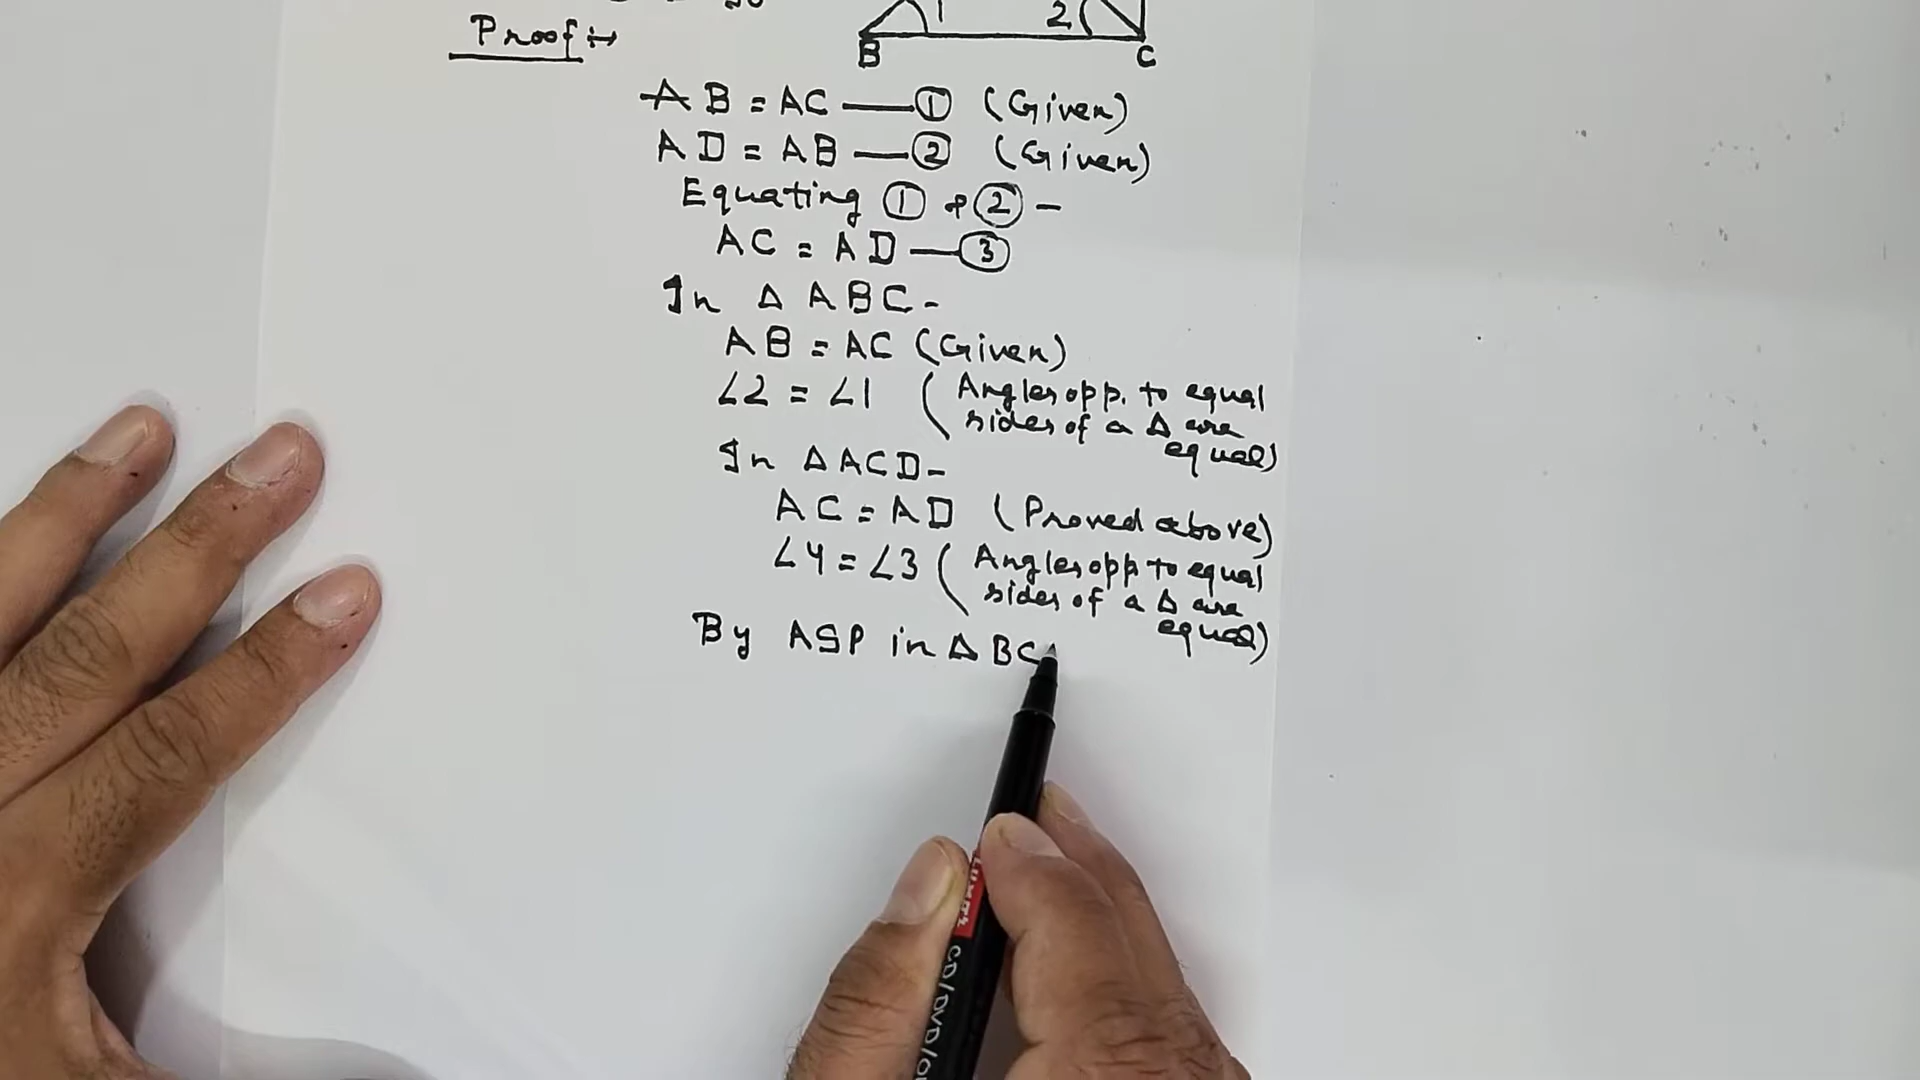 Proof:→
1 2
B C
AB = AC —— ① (Given)
AD = AB —— ② (Given)
Equating ① & ② -
AC = AD —— ③
In Δ ABC -
AB = AC (Given)
∠2 = ∠1 (Angles opp. to equal
sides of a Δ are
equal)
In Δ ACD -
AC = AD (Proved above)
∠4 = ∠3 (Angles opp to equal
sides of a Δ are
equal)
By ASP in Δ BC
CD/DVD/